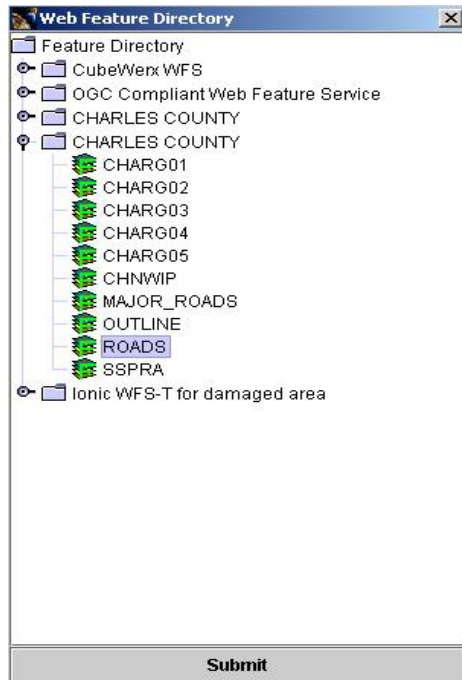 Web Feature Directory
Feature Directory
CubeWerx WFS
OGC Compliant Web Feature Service
CHARLES COUNTY
CHARLES COUNTY
CHARG01
CHARG02
CHARG03
CHARG04
CHARG05
CHNWIP
MAJOR_ROADS
OUTLINE
ROADS
SSPRA
Ionic WFS-T for damaged area
Submit